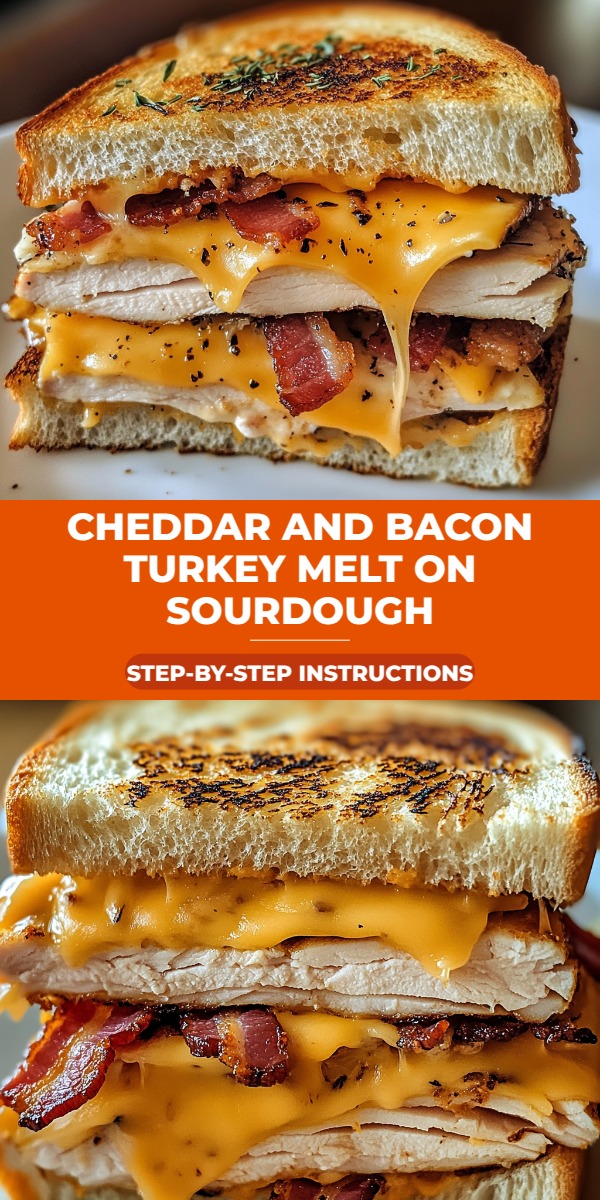 CHEDDAR AND BACON
TURKEY MELT ON
SOURDOUGH
STEP-BY-STEP INSTRUCTIONS